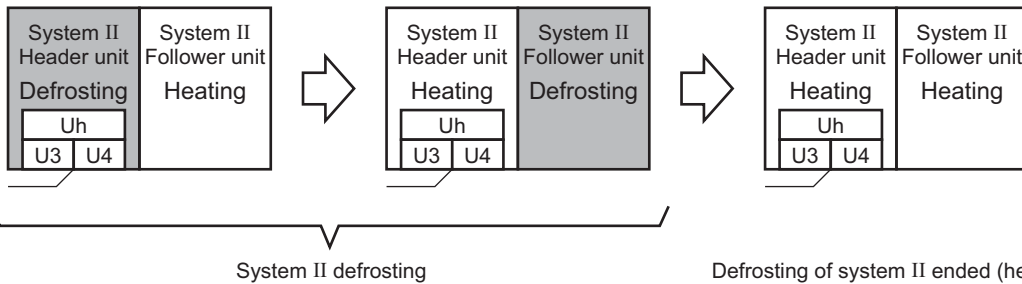 System II
Header unit
Defrosting
Uh
U3 U4
System II
Follower unit
Heating
System II
Header unit
Heating
Uh
U3 U4
System II
Follower unit
Defrosting
System II
Header unit
Heating
Uh
U3 U4
System II
Follower unit
Heating
System II defrosting
Defrosting of system II ended